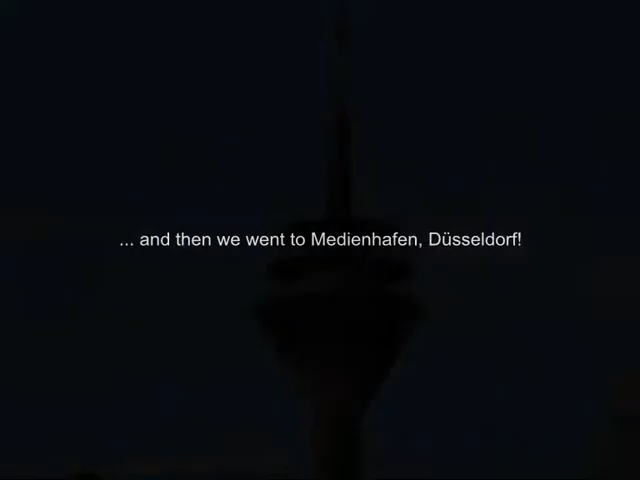 ... and then we went to Medienhafen, Düsseldorf!